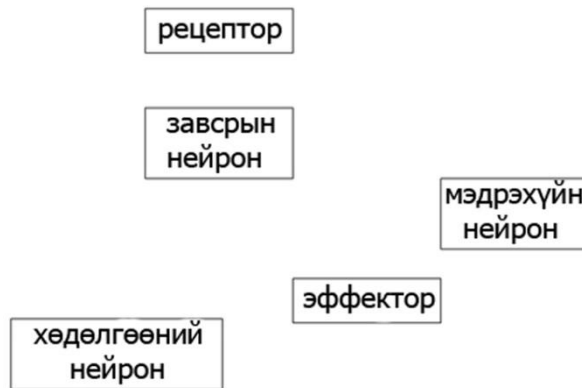 рецептор
завсрын
нейрон
мэдрэхүйн
нейрон
эффектор
хөдөлгөөний
нейрон